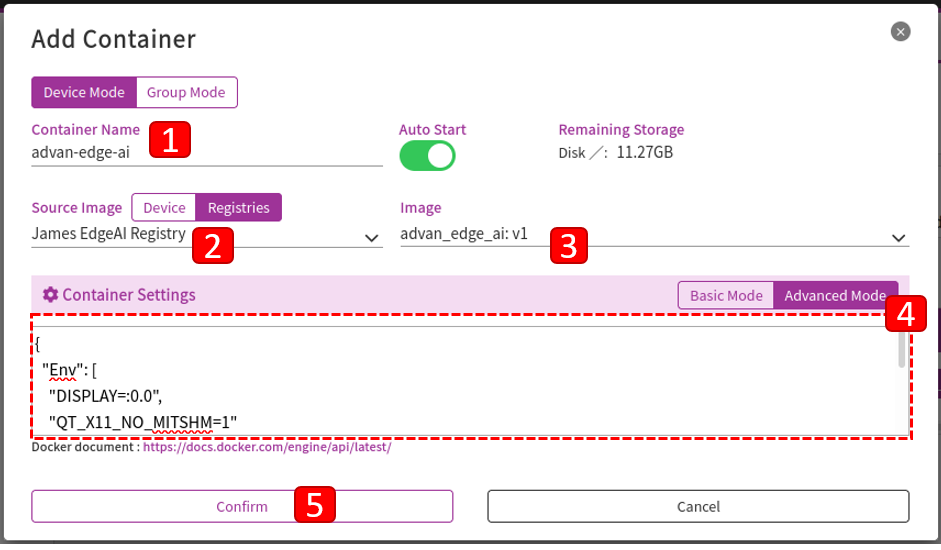 Add Container
Device Mode Group Mode
Container Name 1 Auto Start Remaining Storage
advan-edge-ai Disk ／: 11.27GB
Source Image Device Registries Image
James EdgeAI Registry 2 advan_edge_ai: v1 3
Container Settings Basic Mode Advanced Mode 4
{
"Env": [
"DISPLAY=:0.0",
"QT_X11_NO_MITSHM=1"
Docker document : https://docs.docker.com/engine/api/latest/
Confirm 5 Cancel